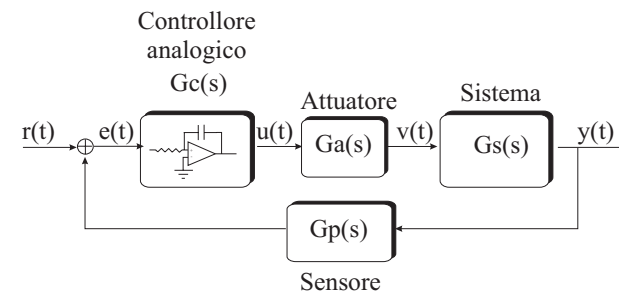 Controllore
analogico
Gc(s)
Attuatore
Sistema
r(t)
e(t)
u(t)
Ga(s)
v(t)
Gs(s)
y(t)
Gp(s)
Sensore